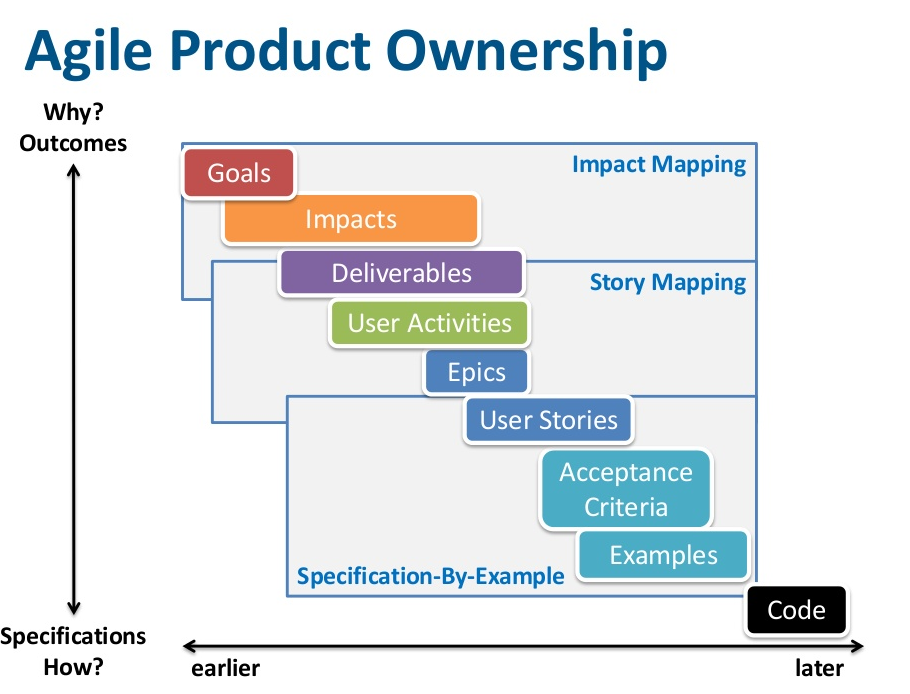 Agile Product Ownership
Why?
Outcomes
Impact Mapping
Goals
Impacts
Deliverables
Story Mapping
User Activities
Epics
User Stories
Acceptance
Criteria
Examples
Specification-By-Example
Code
Specifications
How?
earlier
later